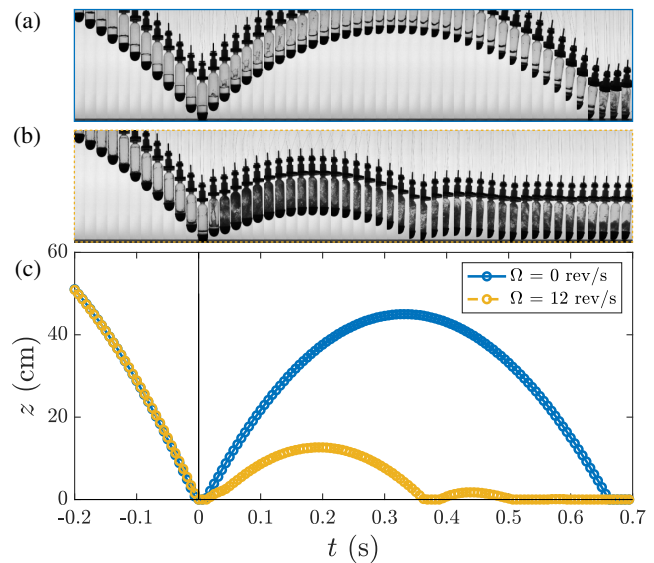 (a)
(b)
(c)
60
40
20
0
z (cm)
Ω = 0 rev/s
Ω = 12 rev/s
-0.2 -0.1 0 0.1 0.2 0.3 0.4 0.5 0.6 0.7
t (s)